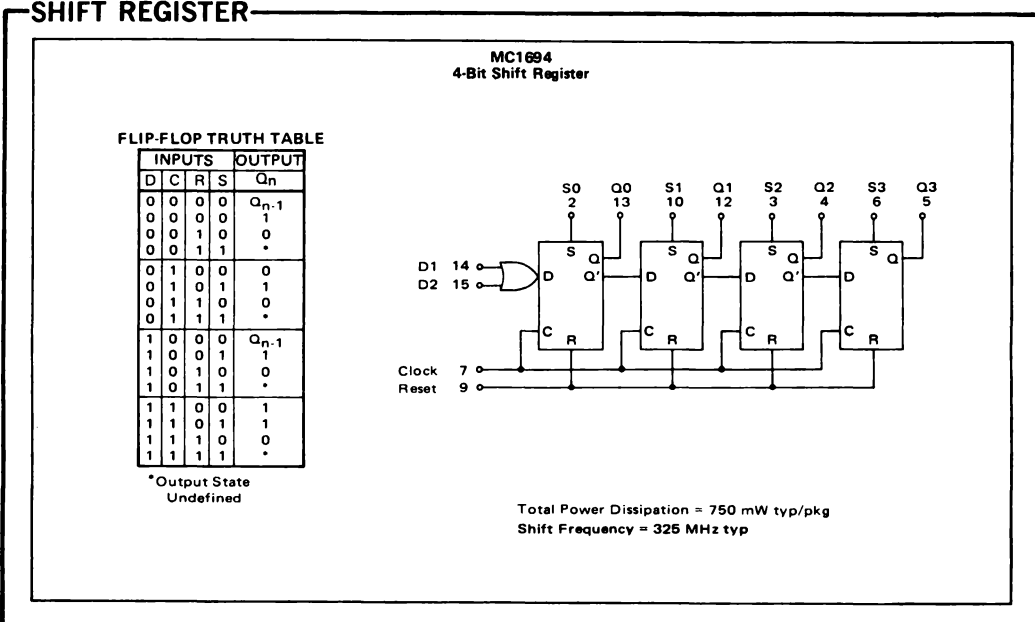 SHIFT REGISTER
MC1694
4-Bit Shift Register
FLIP-FLOP TRUTH TABLE
INPUTS OUTPUT
D C R S Qn
0 0 0 0 Qn-1
0 0 0 1 1
0 0 1 0 0
0 0 1 1 *
0 1 0 0 0
0 1 0 1 1
0 1 1 0 0
0 1 1 1 *
1 0 0 0 Qn-1
1 0 0 1 1
1 0 1 0 0
1 0 1 1 *
1 1 0 0 1
1 1 0 1 1
1 1 1 0 0
1 1 1 1 *
*Output State
Undefined
S0 Q0 S1 Q1 S2 Q2 S3 Q3
2 13 10 12 3 4 6 5
S Q S Q S Q S Q
D1 14
D2 15
D Q' D Q' D Q' D
C C C C
R R R R
Clock 7
Reset 9
Total Power Dissipation = 750 mW typ/pkg
Shift Frequency = 325 MHz typ